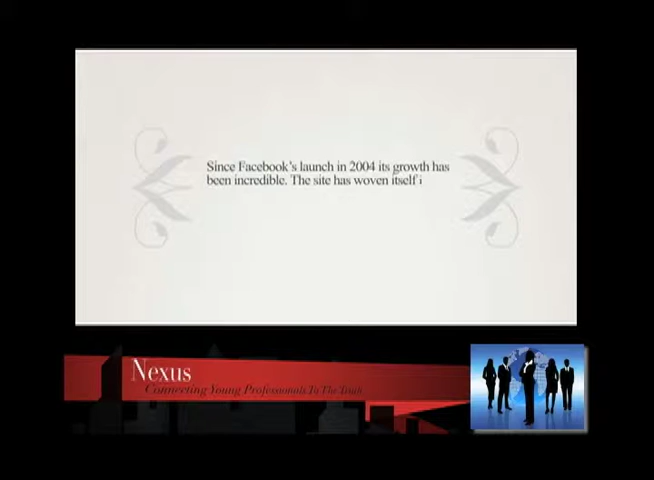 Since Facebook's launch in 2004 its growth has
been incredible. The site has woven itself i
Nexus
Connecting Young Professionals To The Truth